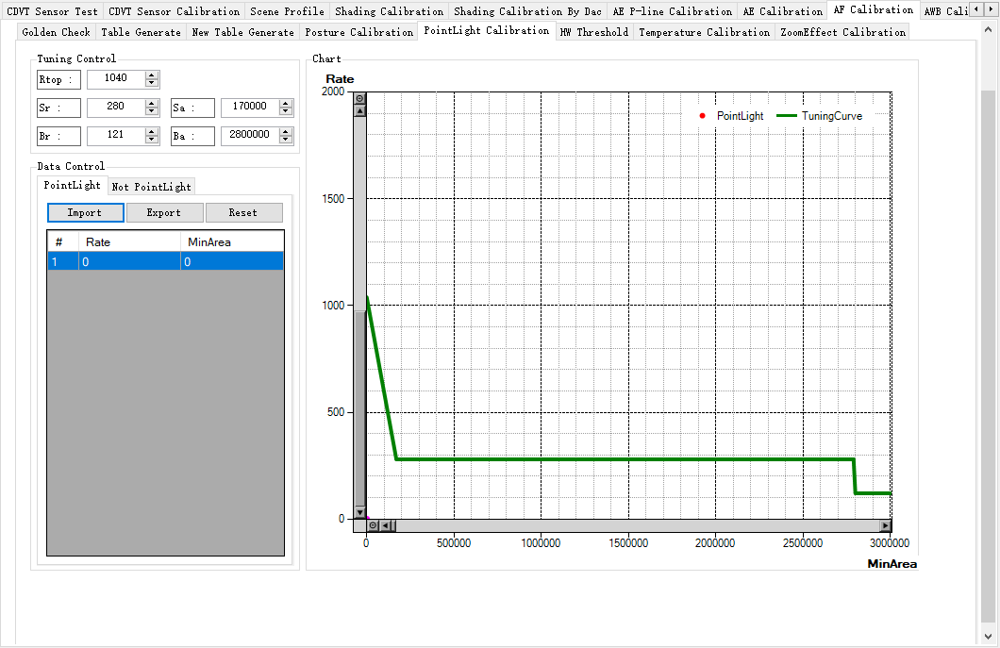 CDVT Sensor Test CDVT Sensor Calibration Scene Profile Shading Calibration Shading Calibration By Dac AE P-line Calibration AE Calibration AF Calibration AWB Cali
Golden Check Table Generate New Table Generate Posture Calibration PointLight Calibration HW Threshold Temperature Calibration ZoomEffect Calibration
Tuning Control
Rtop : 1040
Sr : 280 Sa : 170000
Br : 121 Ba : 2800000
Data Control
PointLight Not PointLight
Import Export Reset
# Rate MinArea
1 0 0
Chart
Rate
2000
1500
1000
500
0
PointLight TuningCurve
0 500000 1000000 1500000 2000000 2500000 3000000
MinArea